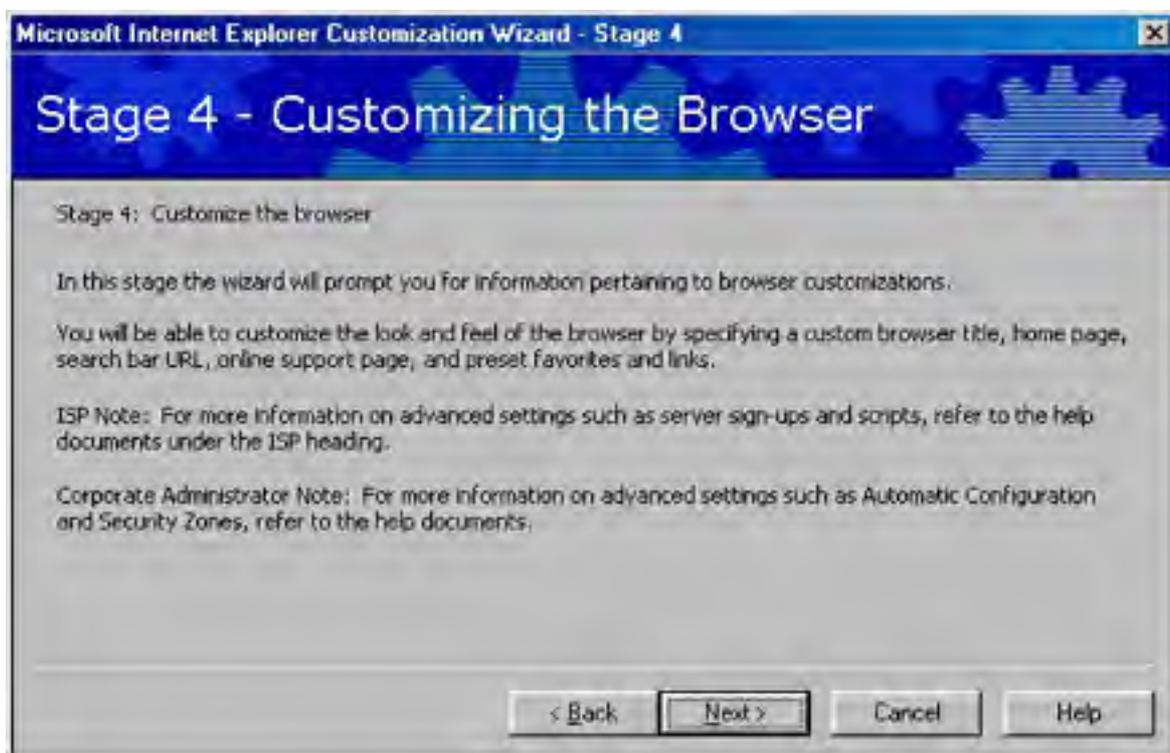 Microsoft Internet Explorer Customization Wizard - Stage 4
Stage 4 - Customizing the Browser
Stage 4: Customize the browser
In this stage the wizard will prompt you for information pertaining to browser customizations.
You will be able to customize the look and feel of the browser by specifying a custom browser title, home page,
search bar URL, online support page, and preset favorites and links.
ISP Note: For more information on advanced settings such as server sign-ups and scripts, refer to the help
documents under the ISP heading.
Corporate Administrator Note: For more information on advanced settings such as Automatic Configuration
and Security Zones, refer to the help documents.
< Back Next > Cancel Help